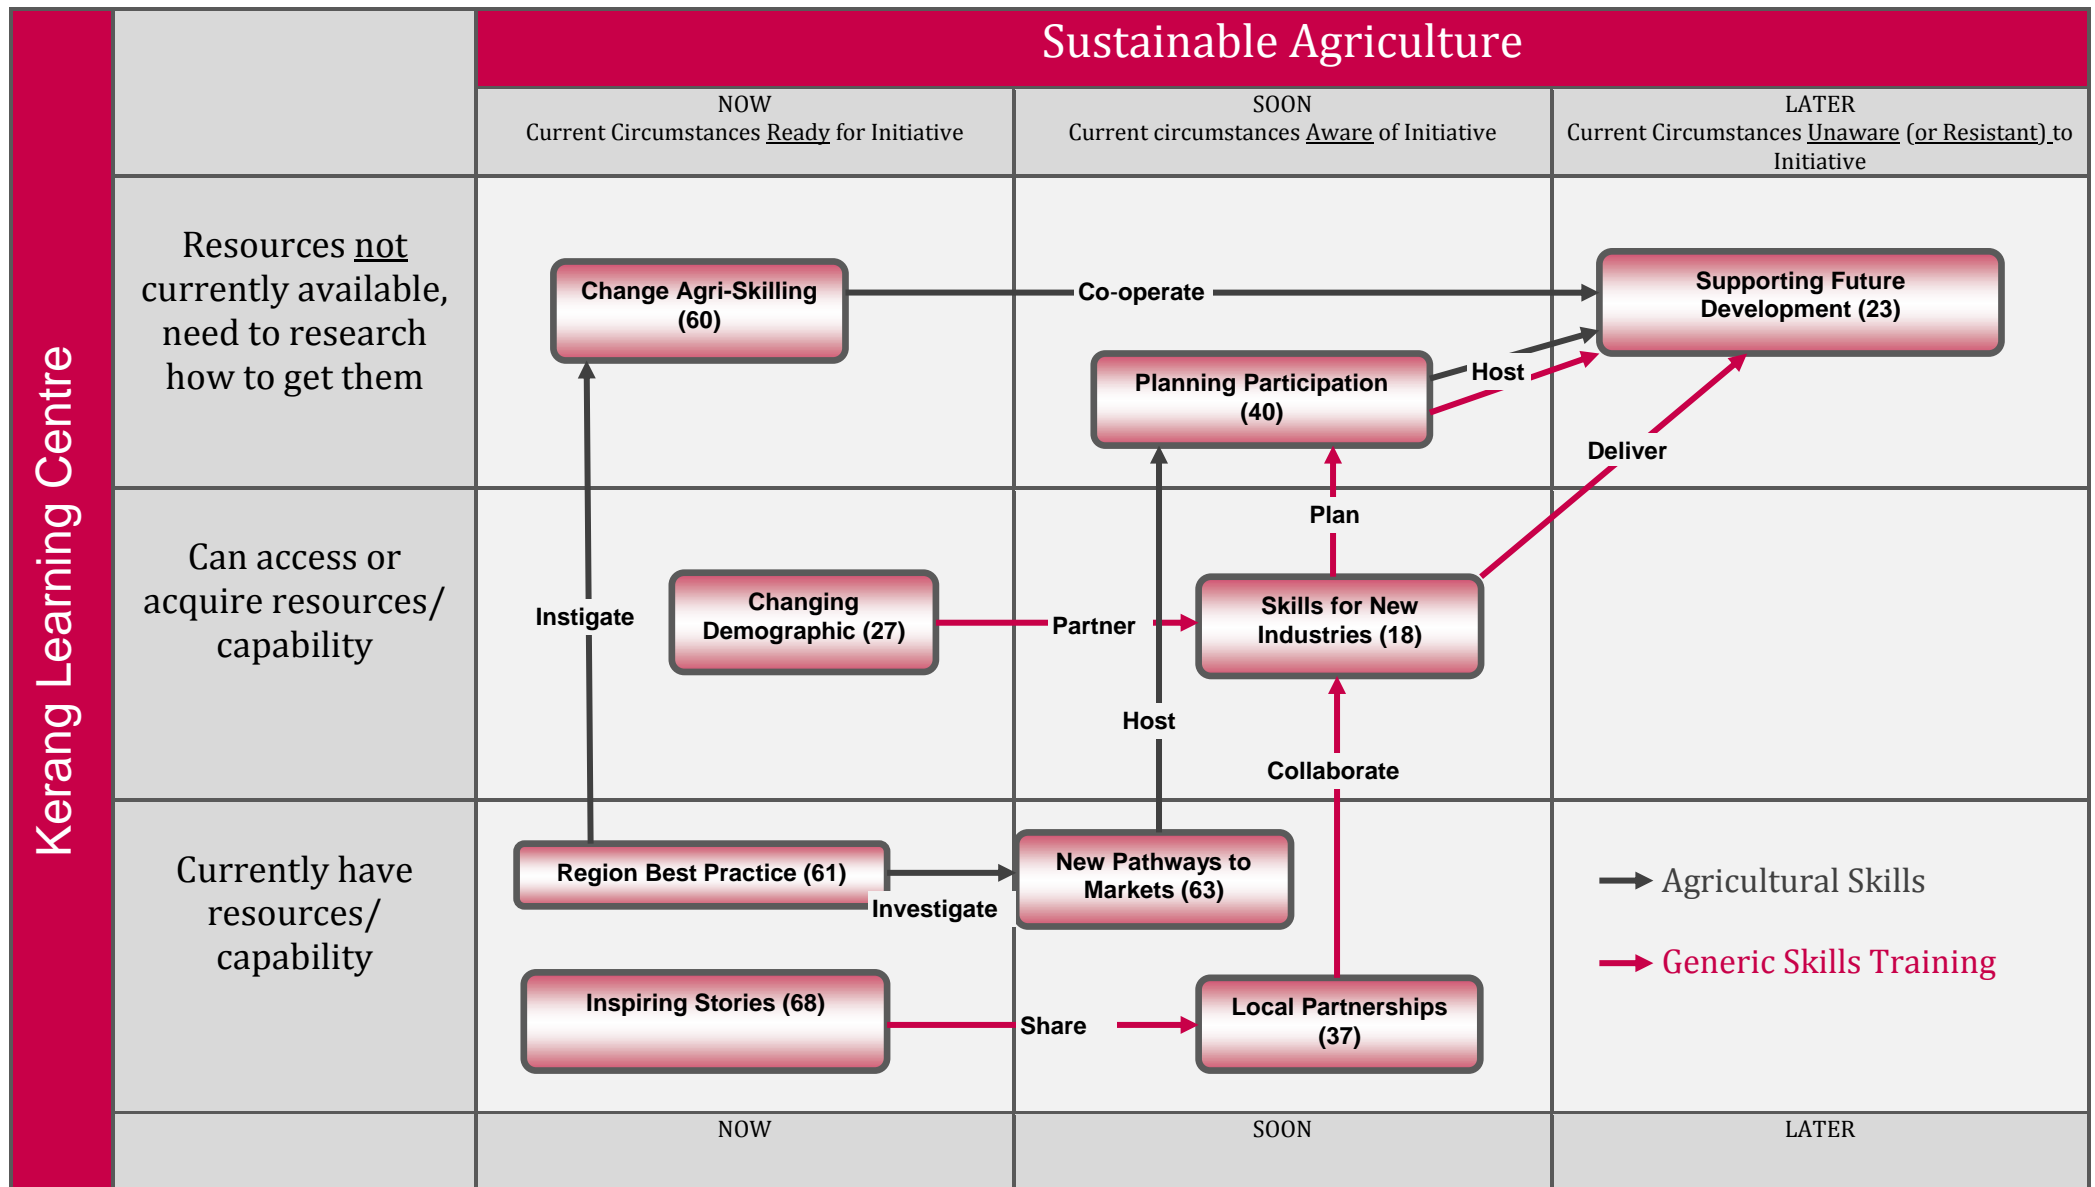 Kerang Learning Centre
Sustainable Agriculture
NOW
Current Circumstances Ready for Initiative
SOON
Current circumstances Aware of Initiative
LATER
Current Circumstances Unaware (or Resistant) to
Initiative
Resources not
currently available,
need to research
how to get them
Change Agri-Skilling
(60)
Co-operate
Supporting Future
Development (23)
Planning Participation
(40)
Host
Deliver
Can access or
acquire resources/
capability
Plan
Instigate
Changing
Demographic (27)
Partner
Skills for New
Industries (18)
Host
Collaborate
Currently have
resources/
capability
Region Best Practice (61)
Investigate
New Pathways to
Markets (63)
Agricultural Skills
Generic Skills Training
Inspiring Stories (68)
Share
Local Partnerships
(37)
NOW
SOON
LATER